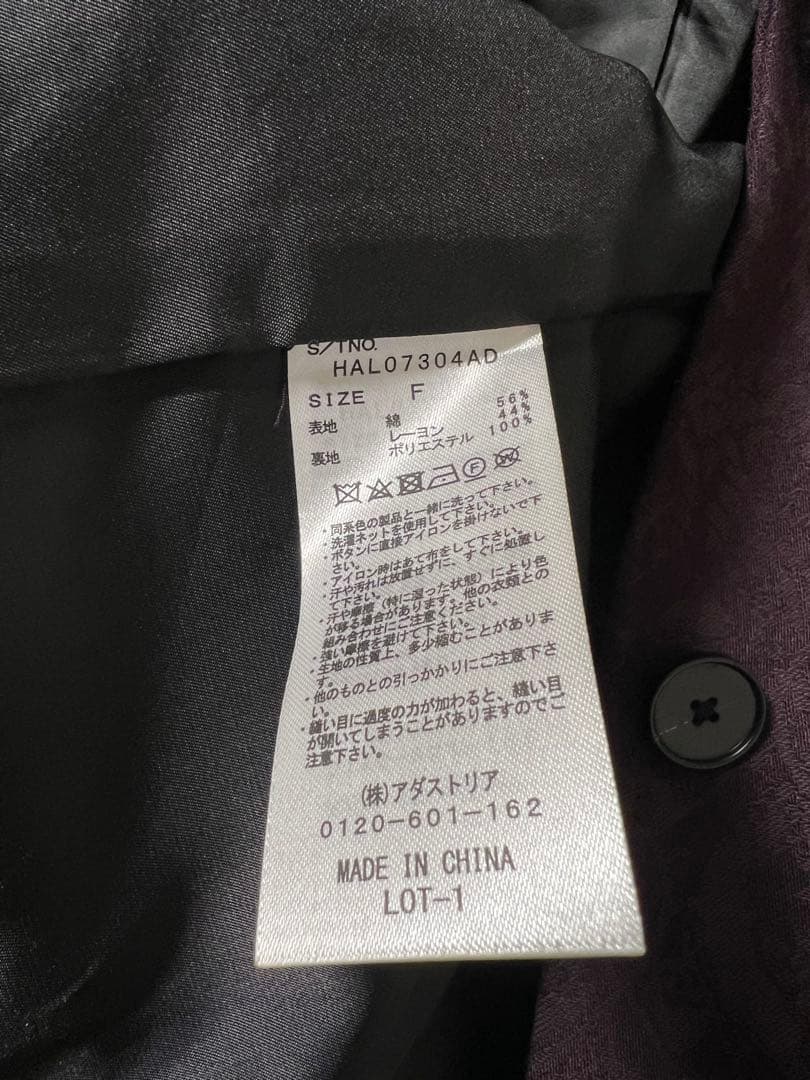 S/TNO.
HAL07304AD
SIZE F
表地 綿 56%
レーヨン 44%
裏地 ポリエステル 100%
・同系色の製品と一緒に洗って下さい。
・洗濯ネットを使用して下さい。
・ボタンに直接アイロンを掛けないで下
さい。
・アイロン時はあて布をして下さい。
・汗や汚れは放置せずに、すぐに処置し
て下さい。
・汗や摩擦(特に湿った状態)により色
が移る場合があります。他の衣類との
組み合わせにご注意ください。
・強い摩擦を避けて下さい。
・生地の性質上、多少縮むことがありま
す。
・他のものとの引っかかりにご注意下さ
い。
・縫い目に過度の力が加わると、縫い目
が開いてしまうことがありますのでご
注意下さい。
(株)アダストリア
0120-601-162
MADE IN CHINA
LOT-1